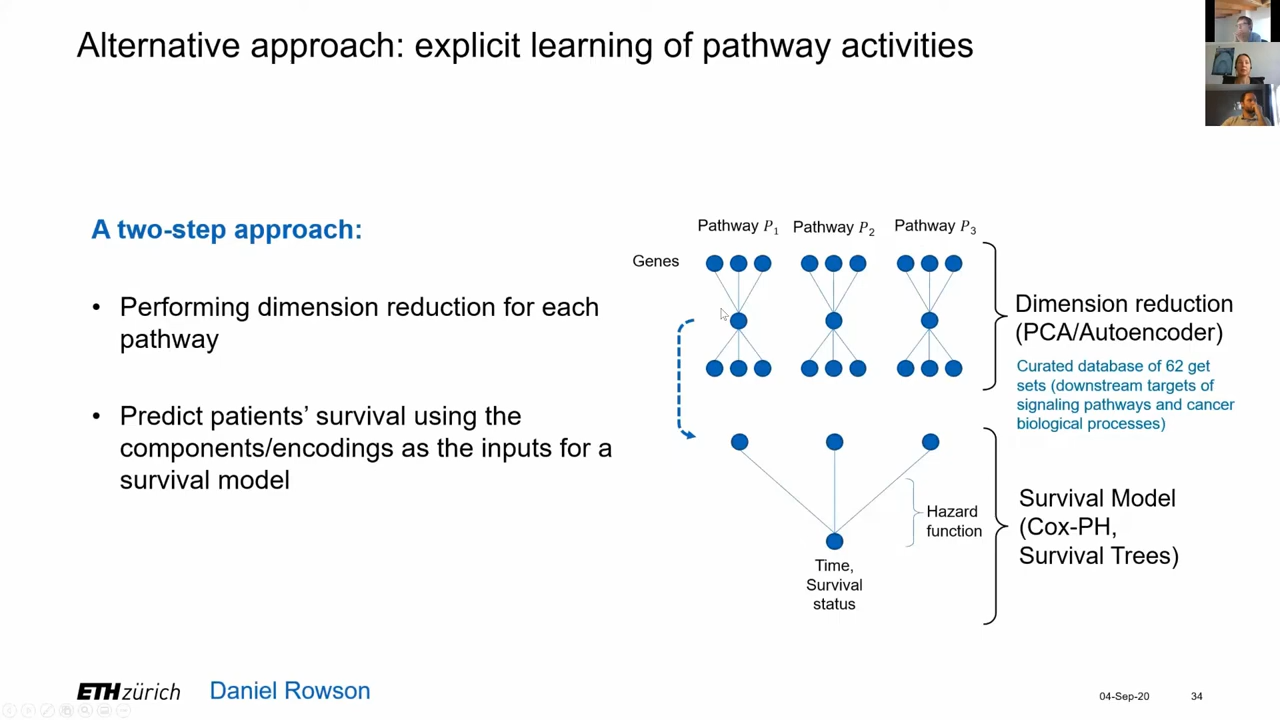 Alternative approach: explicit learning of pathway activities
A two-step approach:
• Performing dimension reduction for each
pathway
• Predict patients’ survival using the
components/encodings as the inputs for a
survival model
Pathway P₁ Pathway P₂ Pathway P₃
Genes
Dimension reduction
(PCA/Autoencoder)
Curated database of 62 get
sets (downstream targets of
signaling pathways and cancer
biological processes)
Survival Model
(Cox-PH,
Survival Trees)
Hazard
function
Time,
Survival
status
ETH zürich Daniel Rowson
04-Sep-20 34